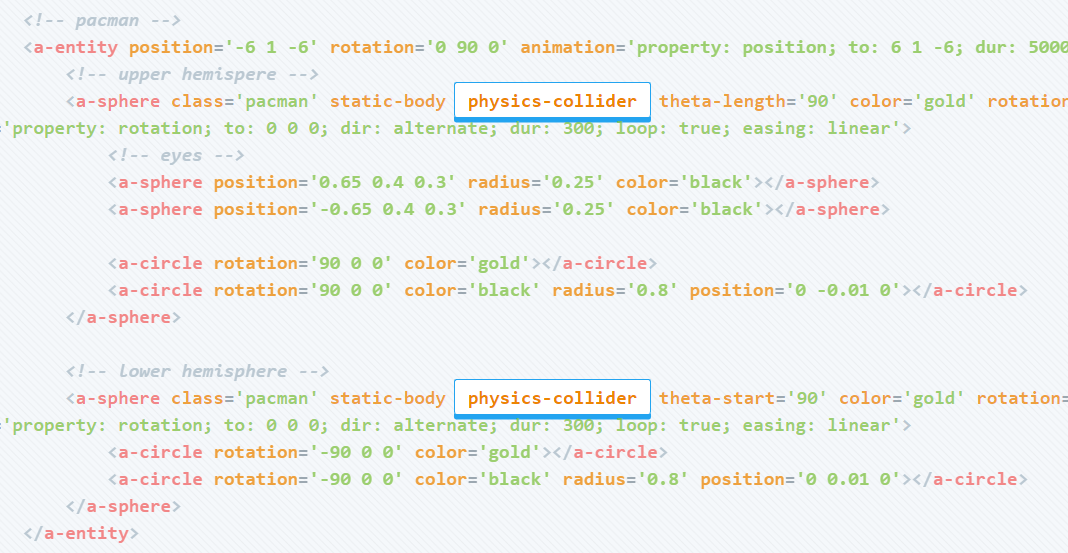 <!-- pacman -->
<a-entity position='-6 1 -6' rotation='0 90 0' animation='property: position; to: 6 1 -6; dur: 5000
<!-- upper hemispere -->
<a-sphere class='pacman' static-body physics-collider theta-length='90' color='gold' rotation
='property: rotation; to: 0 0 0; dir: alternate; dur: 300; loop: true; easing: linear'>
<!-- eyes -->
<a-sphere position='0.65 0.4 0.3' radius='0.25' color='black'></a-sphere>
<a-sphere position='-0.65 0.4 0.3' radius='0.25' color='black'></a-sphere>
<a-circle rotation='90 0 0' color='gold'></a-circle>
<a-circle rotation='90 0 0' color='black' radius='0.8' position='0 -0.01 0'></a-circle>
</a-sphere>
<!-- lower hemisphere -->
<a-sphere class='pacman' static-body physics-collider theta-start='90' color='gold' rotation=
='property: rotation; to: 0 0 0; dir: alternate; dur: 300; loop: true; easing: linear'>
<a-circle rotation='-90 0 0' color='gold'></a-circle>
<a-circle rotation='-90 0 0' color='black' radius='0.8' position='0 0.01 0'></a-circle>
</a-sphere>
</a-entity>